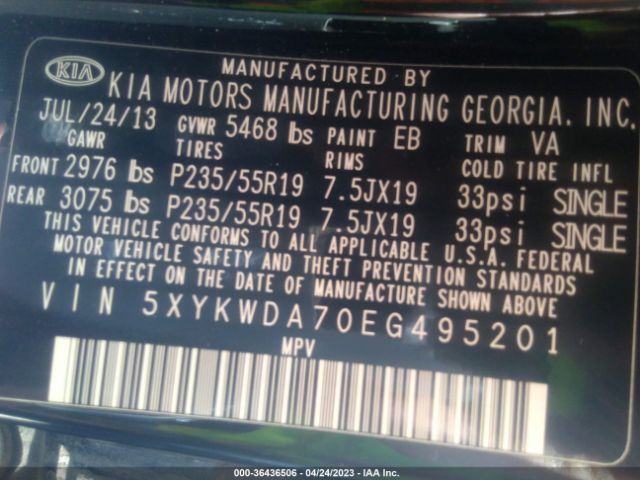 KIA MANUFACTURED BY
KIA MOTORS MANUFACTURING GEORGIA. INC.
JUL/24/13 GVWR 5468 lbs PAINT EB TRIM VA
GAWR TIRES RIMS COLD TIRE INFL
FRONT 2976 lbs P235/55R19 7.5JX19 33psi SINGLE
REAR 3075 lbs P235/55R19 7.5JX19 33psi SINGLE
THIS VEHICLE CONFORMS TO ALL APPLICABLE U.S.A. FEDERAL
MOTOR VEHICLE SAFETY AND THEFT PREVENTION STANDARDS
IN EFFECT ON THE DATE OF MANUFACTURE SHOWN ABOVE
VIN 5XYKWDA70EG495201
MPV
000-36436506 - 04/24/2023 - IAA Inc.